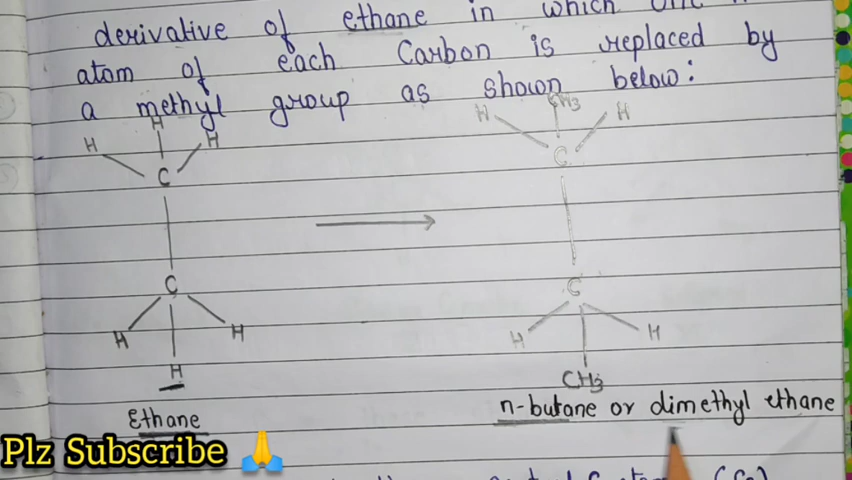 derivative of ethane in which
atom of each Carbon is replaced by
a methyl group as shown below:
H H H
C
C
H H
H
Ethane
H CH3 H
C
C
H H
CH3
n-butane or dimethyl ethane
Plz Subscribe 🙏